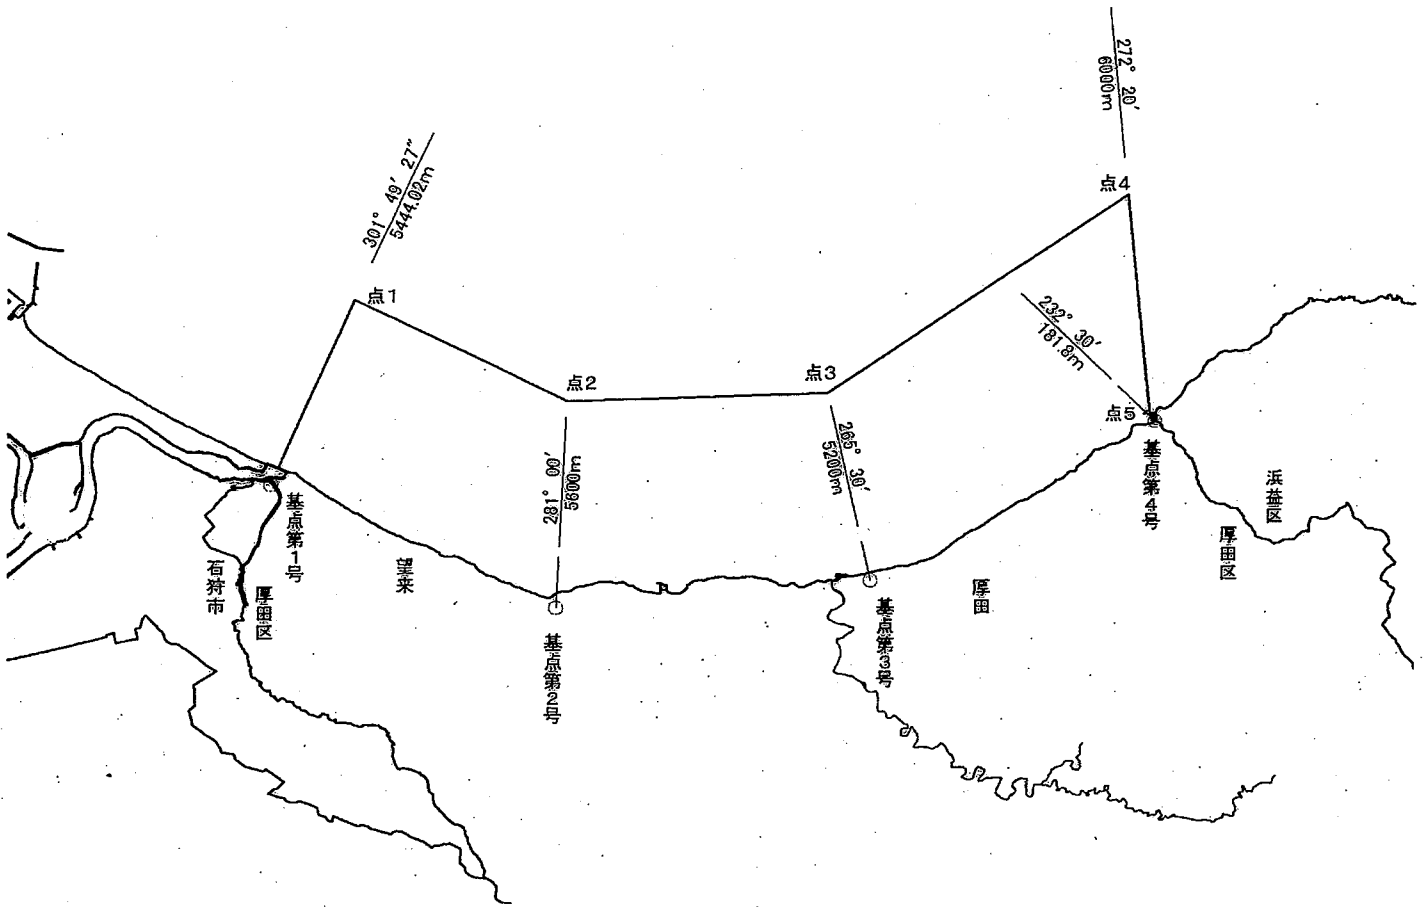 272° 20′
6000m
301° 49′ 27″
5444.02m
点4
点1
232° 30′
181.8m
点3
点2
点5
265° 30′
5200m
281° 00′
5600m
基点第4号
浜益区
厚田区
基点第1号
望来
石狩市
厚田区
厚田
基点第3号
基点第2号